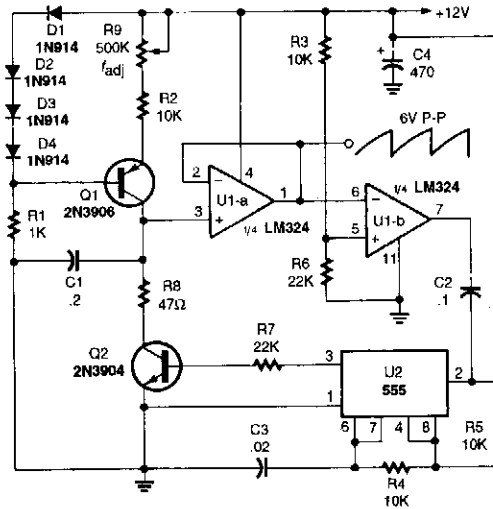 +12V
D1
1N914
R9
500K
fadj
R3
10K
+
C4
470
D2
1N914
D3
1N914
D4
1N914
R2
10K
6V P-P
2
4
−
U1-a
1
3
+
1/4 LM324
Q1
2N3906
6
−
1/4 LM324
U1-b
7
5
+
11
R1
1K
C1
.2
R8
47Ω
R6
22K
C2
.1
R7
22K
Q2
2N3904
3
U2
555
2
1
6
7
4
8
R5
10K
C3
.02
R4
10K